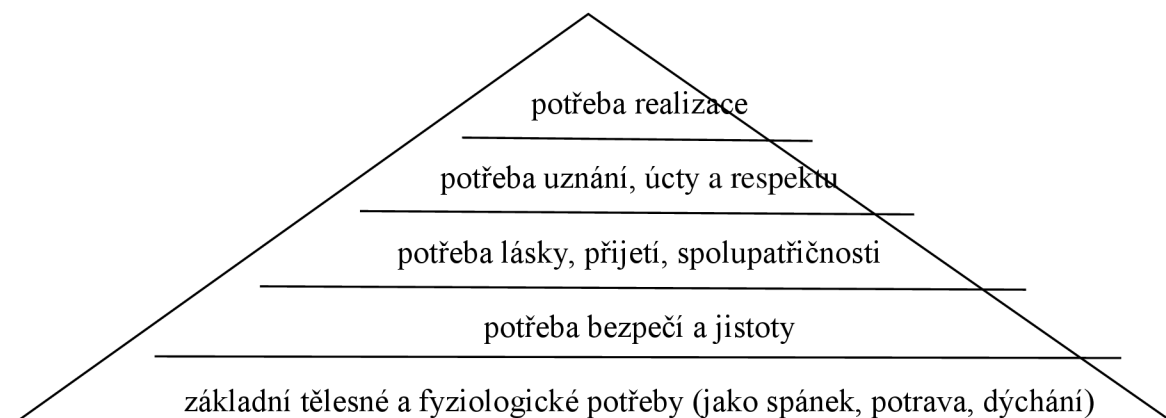 potřeba realizace
potřeba uznání, úcty a respektu
potřeba lásky, přijetí, spolupatřičnosti
potřeba bezpečí a jistoty
základní tělesné a fyziologické potřeby (jako spánek, potrava, dýchání)